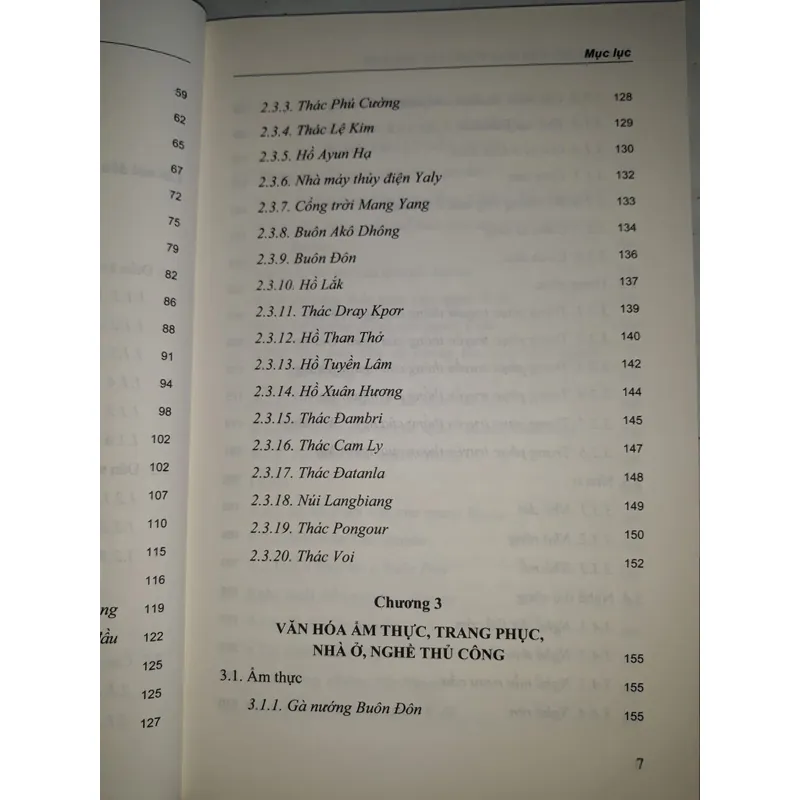 59
62
65
67
72
75
79
82
86
88
91
94
98
102
102
107
110
115
116
ng 119
lầu 122
125
125
127
Mục lục
2.3.3. Thác Phú Cường 128
2.3.4. Thác Lệ Kim 129
2.3.5. Hồ Ayun Hạ 130
2.3.6. Nhà máy thủy điện Yaly 132
2.3.7. Cổng trời Mang Yang 133
2.3.8. Buôn Akô Dhông 134
2.3.9. Buôn Đôn 136
2.3.10. Hồ Lắk 137
2.3.11. Thác Dray Kpơr 139
2.3.12. Hồ Than Thở 140
2.3.13. Hồ Tuyền Lâm 142
2.3.14. Hồ Xuân Hương 144
2.3.15. Thác Đambri 145
2.3.16. Thác Cam Ly 147
2.3.17. Thác Đatanla 148
2.3.18. Núi Langbiang 149
2.3.19. Thác Pongour 150
2.3.20. Thác Voi 152
Chương 3
VĂN HÓA ẨM THỰC, TRANG PHỤC,
NHÀ Ở, NGHỀ THỦ CÔNG 155
3.1. Ẩm thực 155
3.1.1. Gà nướng Buôn Đôn 155
7